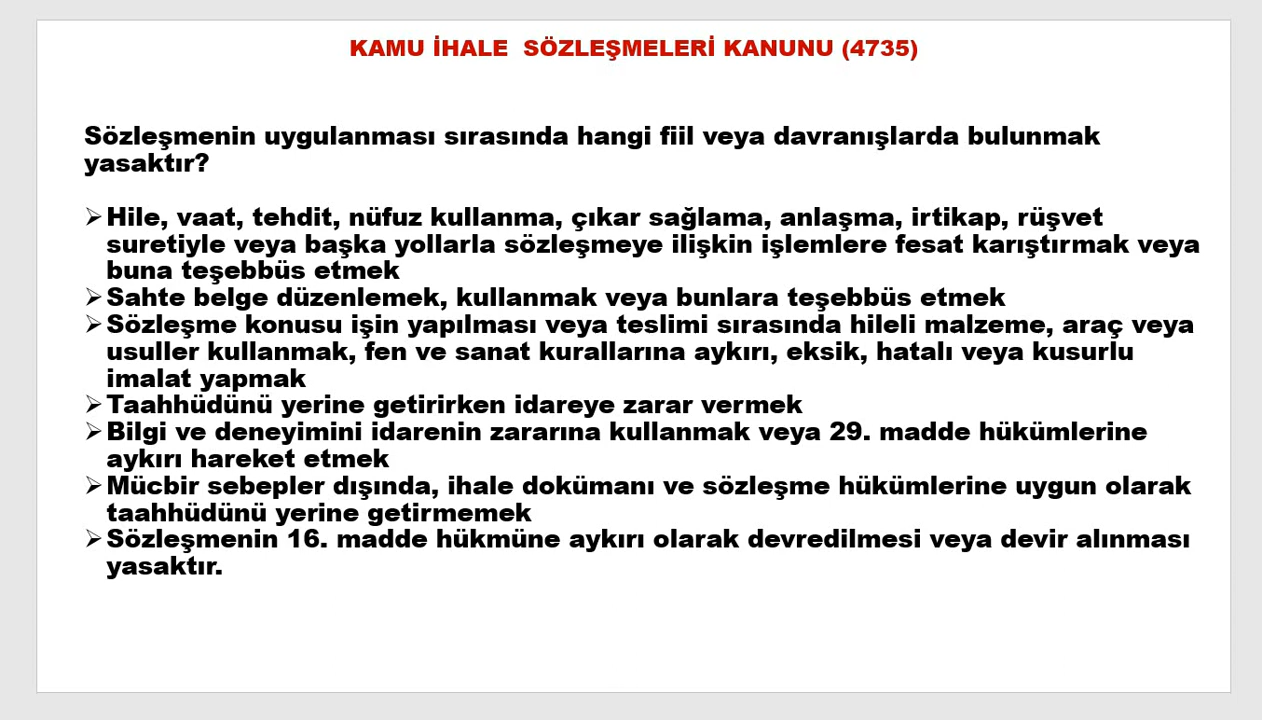 KAMU İHALE  SÖZLEŞMELERİ KANUNU (4735)
Sözleşmenin uygulanması sırasında hangi fiil veya davranışlarda bulunmak
yasaktır?
➢Hile, vaat, tehdit, nüfuz kullanma, çıkar sağlama, anlaşma, irtikap, rüşvet
suretiyle veya başka yollarla sözleşmeye ilişkin işlemlere fesat karıştırmak veya
buna teşebbüs etmek
➢Sahte belge düzenlemek, kullanmak veya bunlara teşebbüs etmek
➢Sözleşme konusu işin yapılması veya teslimi sırasında hileli malzeme, araç veya
usuller kullanmak, fen ve sanat kurallarına aykırı, eksik, hatalı veya kusurlu
imalat yapmak
➢Taahhüdünü yerine getirirken idareye zarar vermek
➢Bilgi ve deneyimini idarenin zararına kullanmak veya 29. madde hükümlerine
aykırı hareket etmek
➢Mücbir sebepler dışında, ihale dokümanı ve sözleşme hükümlerine uygun olarak
taahhüdünü yerine getirmemek
➢Sözleşmenin 16. madde hükmüne aykırı olarak devredilmesi veya devir alınması
yasaktır.